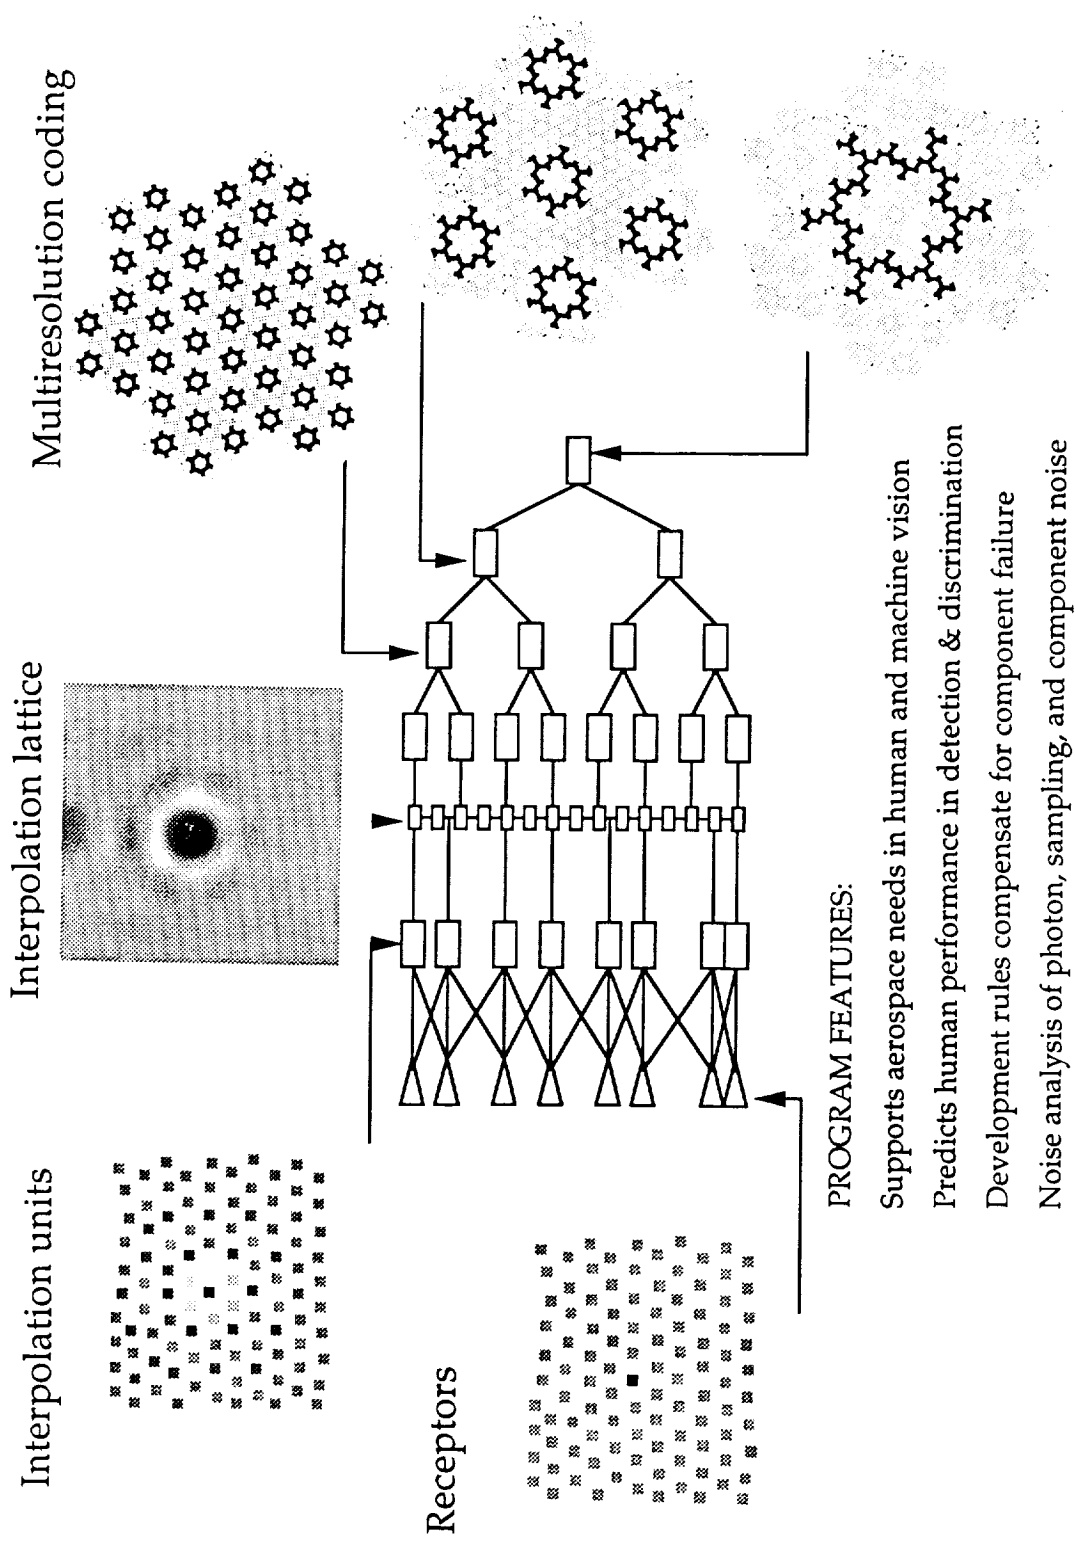 Interpolation units
Interpolation lattice
Multiresolution coding
Receptors
PROGRAM FEATURES:
Supports aerospace needs in human and machine vision
Predicts human performance in detection & discrimination
Development rules compensate for component failure
Noise analysis of photon, sampling, and component noise